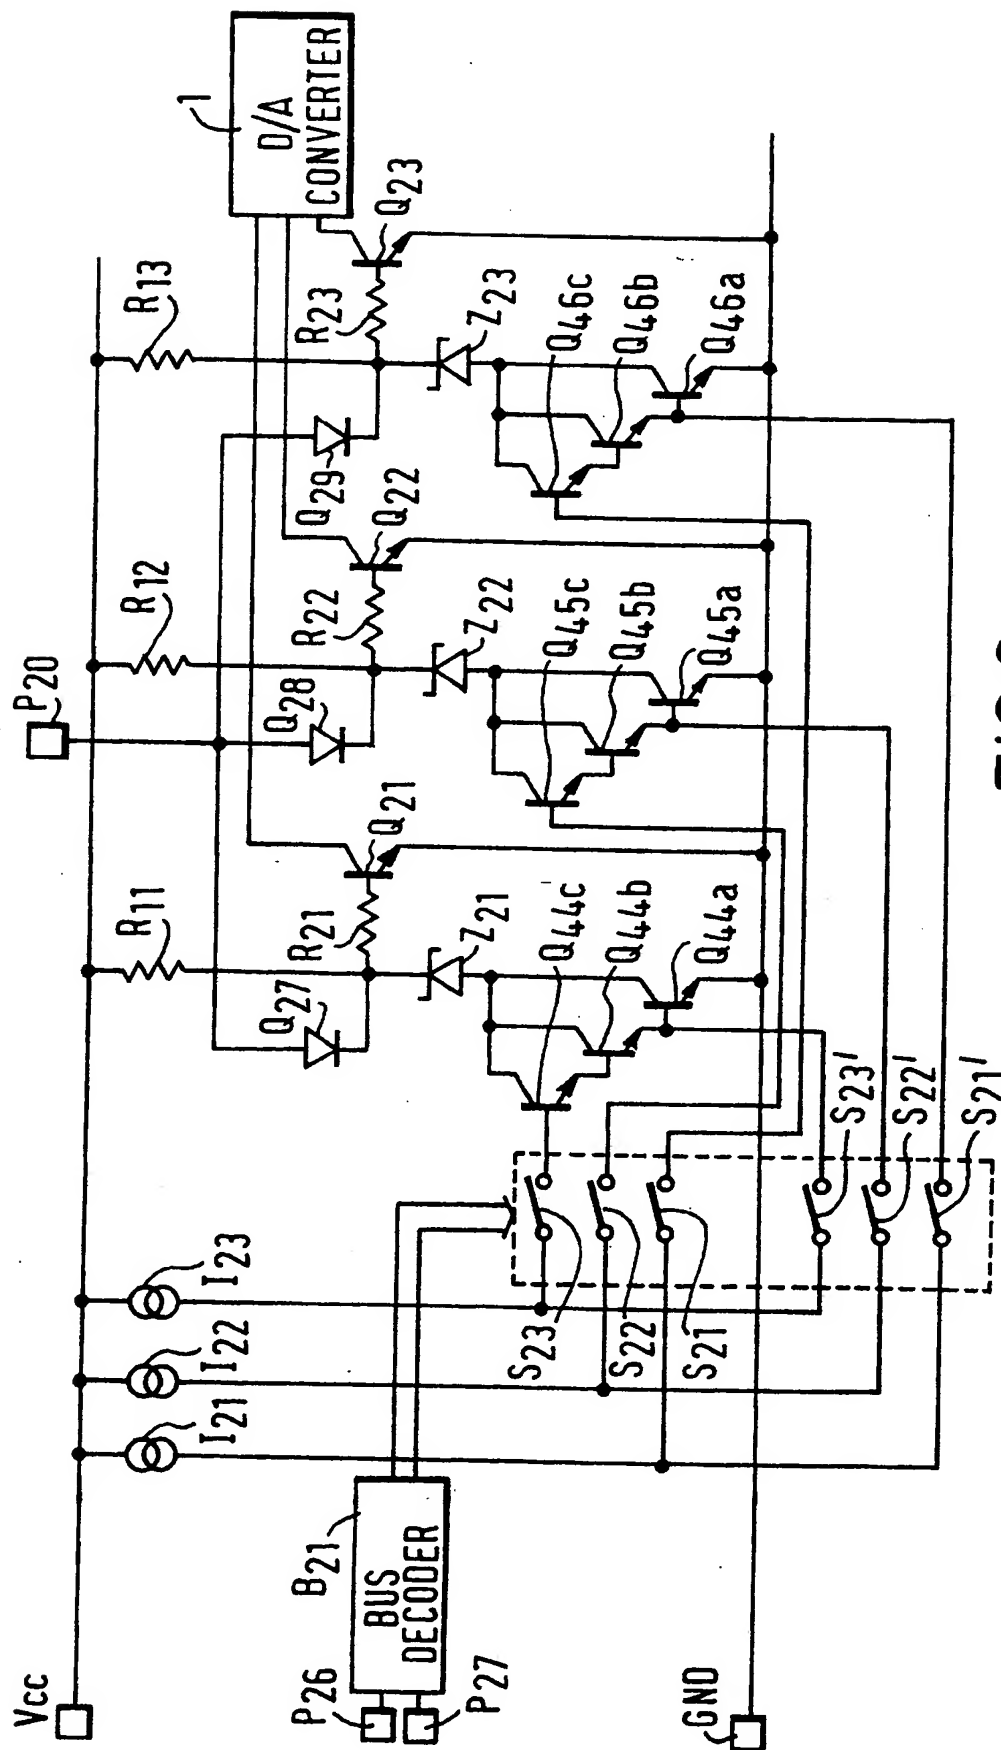 Vcc
P26
P27
B21
BUS
DECODER
GND
I21
I22
I23
S23
S22
S21
S23'
S22'
S21'
R11
Q27
R21
Q21
Z21
Q44c
Q44b
Q44a
P20
R12
Q28
R22
Q22
Z22
Q45c
Q45b
Q45a
R13
Q29
R23
Q23
Z23
Q46c
Q46b
Q46a
1
D/A
CONVERTER